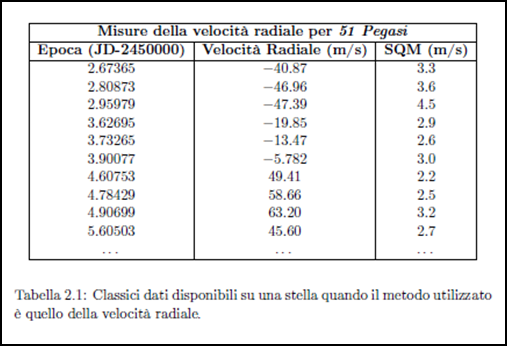 Misure della velocità radiale per 51 Pegasi
Epoca (JD-2450000) Velocità Radiale (m/s) SQM (m/s)
2.67365 −40.87 3.3
2.80873 −46.96 3.6
2.95979 −47.39 4.5
3.62695 −19.85 2.9
3.73265 −13.47 2.6
3.90077 −5.782 3.0
4.60753 49.41 2.2
4.78429 58.66 2.5
4.90699 63.20 3.2
5.60503 45.60 2.7
... ... ...
Tabella 2.1: Classici dati disponibili su una stella quando il metodo utilizzato
è quello della velocità radiale.